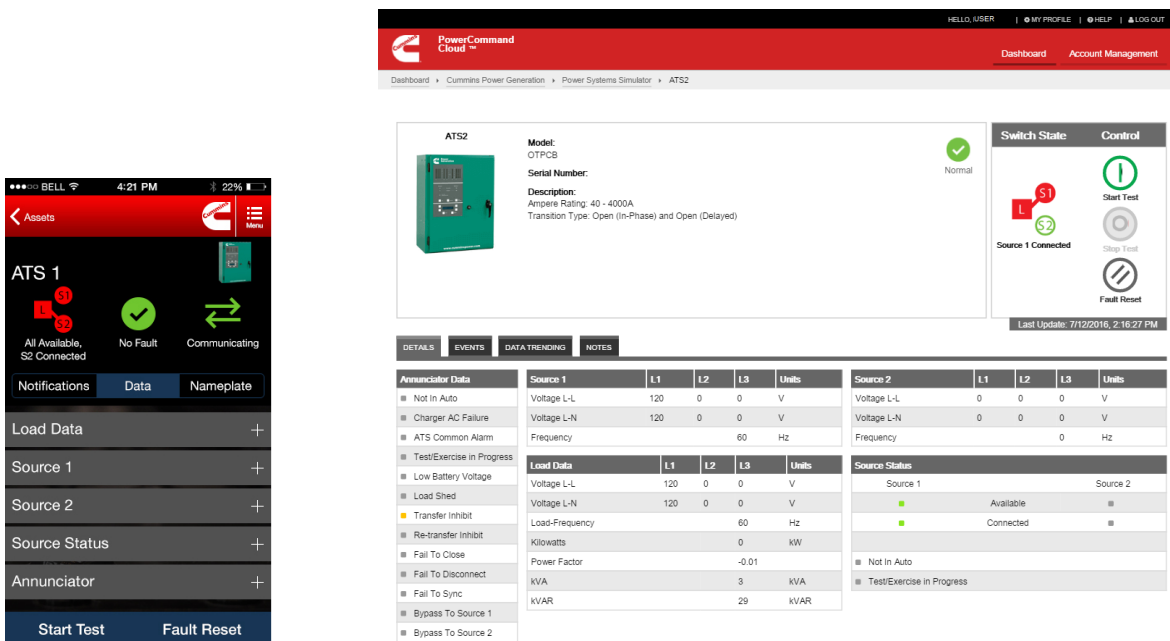 BELL 4:21 PM 22%
Assets
Cummins
Menu
ATS 1
S1
L
S2
All Available,
S2 Connected
No Fault
Communicating
Notifications Data Nameplate
Load Data +
Source 1 +
Source 2 +
Source Status +
Annunciator +
Start Test Fault Reset
HELLO, IUSER | MY PROFILE | HELP | LOG OUT
Cummins
PowerCommand
Cloud ™
Dashboard Account Management
Dashboard Cummins Power Generation Power Systems Simulator ATS2
ATS2
Model:
OTPCB
Serial Number:
Description:
Ampere Rating: 40 - 4000A
Transition Type: Open (In-Phase) and Open (Delayed)
Normal
Switch State Control
S1
L
S2
Source 1 Connected
Start Test
Stop Test
Fault Reset
Last Update: 7/12/2016, 2:16:27 PM
DETAILS EVENTS DATA TRENDING NOTES
Annunciator Data
Not In Auto
Charger AC Failure
ATS Common Alarm
Test/Exercise in Progress
Low Battery Voltage
Load Shed
Transfer Inhibit
Re-transfer Inhibit
Fail To Close
Fail To Disconnect
Fail To Sync
Bypass To Source 1
Bypass To Source 2
Source 1 L1 L2 L3 Units
Voltage L-L 120 0 0 V
Voltage L-N 120 0 0 V
Frequency 60 Hz
Load Data L1 L2 L3 Units
Voltage L-L 120 0 0 V
Voltage L-N 120 0 0 V
Load-Frequency 60 Hz
Kilowatts 0 kW
Power Factor -0.01
kVA 3 kVA
kVAR 29 kVAR
Source 2 L1 L2 L3 Units
Voltage L-L 0 0 0 V
Voltage L-N 0 0 0 V
Frequency 0 Hz
Source Status
Source 1 Source 2
Available
Connected
Not In Auto
Test/Exercise in Progress